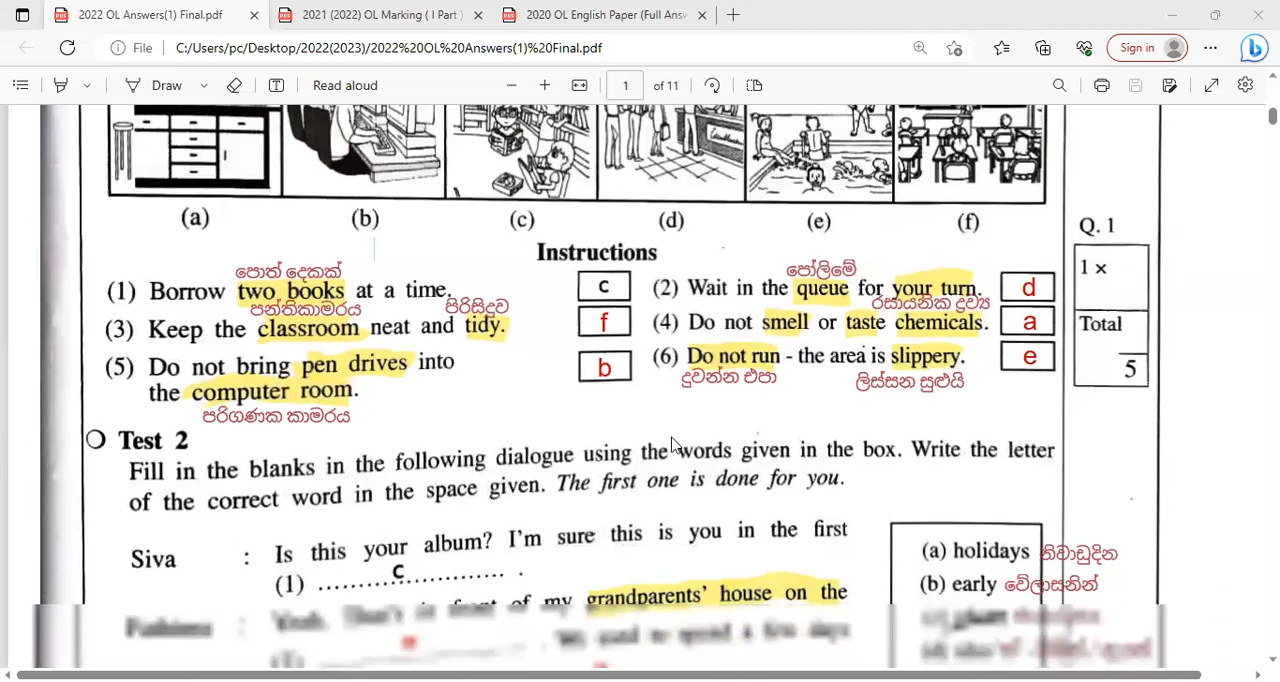 2022 OL Answers(1) Final.pdf
2021 (2022) OL Marking ( I Part )
2020 OL English Paper (Full Answ
File C:/Users/pc/Desktop/2022(2023)/2022%20OL%20Answers(1)%20Final.pdf Sign in
Draw Read aloud 1 of 11
(a) (b) (c) (d) (e) (f)
Q. 1
Instructions
1 ×
Total
5
පොත් දෙකක්
(1) Borrow two books at a time. c
පෝලිමේ
(2) Wait in the queue for your turn. d
පන්තිකාමරය පිරිසිදුව
(3) Keep the classroom neat and tidy. f
රසායනික ද්‍රව්‍ය
(4) Do not smell or taste chemicals. a
(5) Do not bring pen drives into
the computer room. b
පරිගණක කාමරය
(6) Do not run - the area is slippery. e
දුවන්න එපා ලිස්සන සුළුයි
Test 2
Fill in the blanks in the following dialogue using the words given in the box. Write the letter
of the correct word in the space given. The first one is done for you.
Siva : Is this your album? I'm sure this is you in the first
(1) ........c........ .
of my grandparents' house on the
(a) holidays නිවාඩුදින
(b) early වේලාසනින්